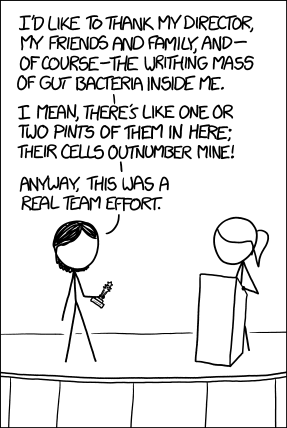 I'D LIKE TO THANK MY DIRECTOR,
MY FRIENDS AND FAMILY, AND—
OF COURSE—THE WRITHING MASS
OF GUT BACTERIA INSIDE ME.
I MEAN, THERE'S LIKE ONE OR
TWO PINTS OF THEM IN HERE;
THEIR CELLS OUTNUMBER MINE!
ANYWAY, THIS WAS A
REAL TEAM EFFORT.